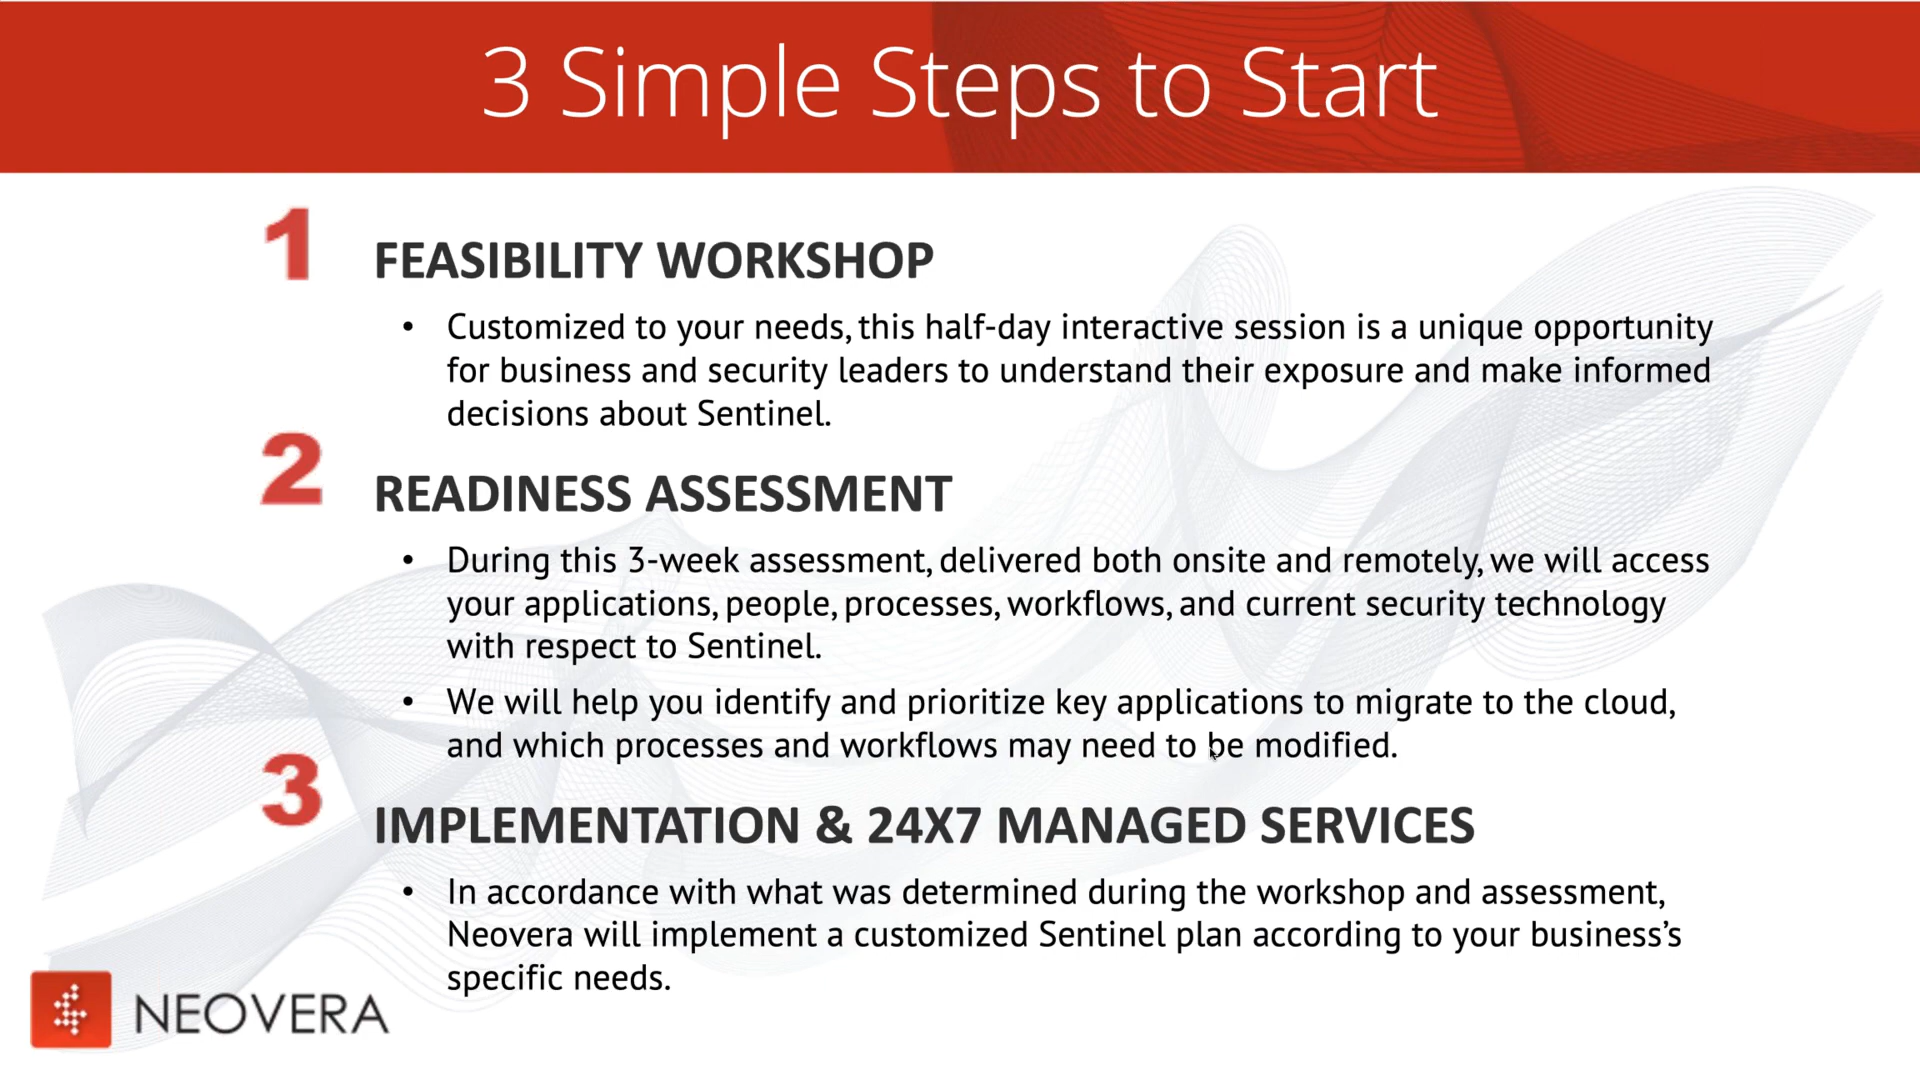 3 Simple Steps to Start
1
FEASIBILITY WORKSHOP
• Customized to your needs, this half-day interactive session is a unique opportunity
for business and security leaders to understand their exposure and make informed
decisions about Sentinel.
2
READINESS ASSESSMENT
• During this 3-week assessment, delivered both onsite and remotely, we will access
your applications, people, processes, workflows, and current security technology
with respect to Sentinel.
• We will help you identify and prioritize key applications to migrate to the cloud,
and which processes and workflows may need to be modified.
3
IMPLEMENTATION & 24X7 MANAGED SERVICES
• In accordance with what was determined during the workshop and assessment,
Neovera will implement a customized Sentinel plan according to your business’s
specific needs.
NEOVERA